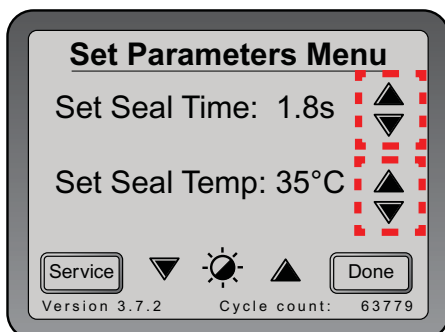 Set Parameters Menu
Set Seal Time: 1.8s
Set Seal Temp: 35°C
Service Done
Version 3.7.2 Cycle count: 63779